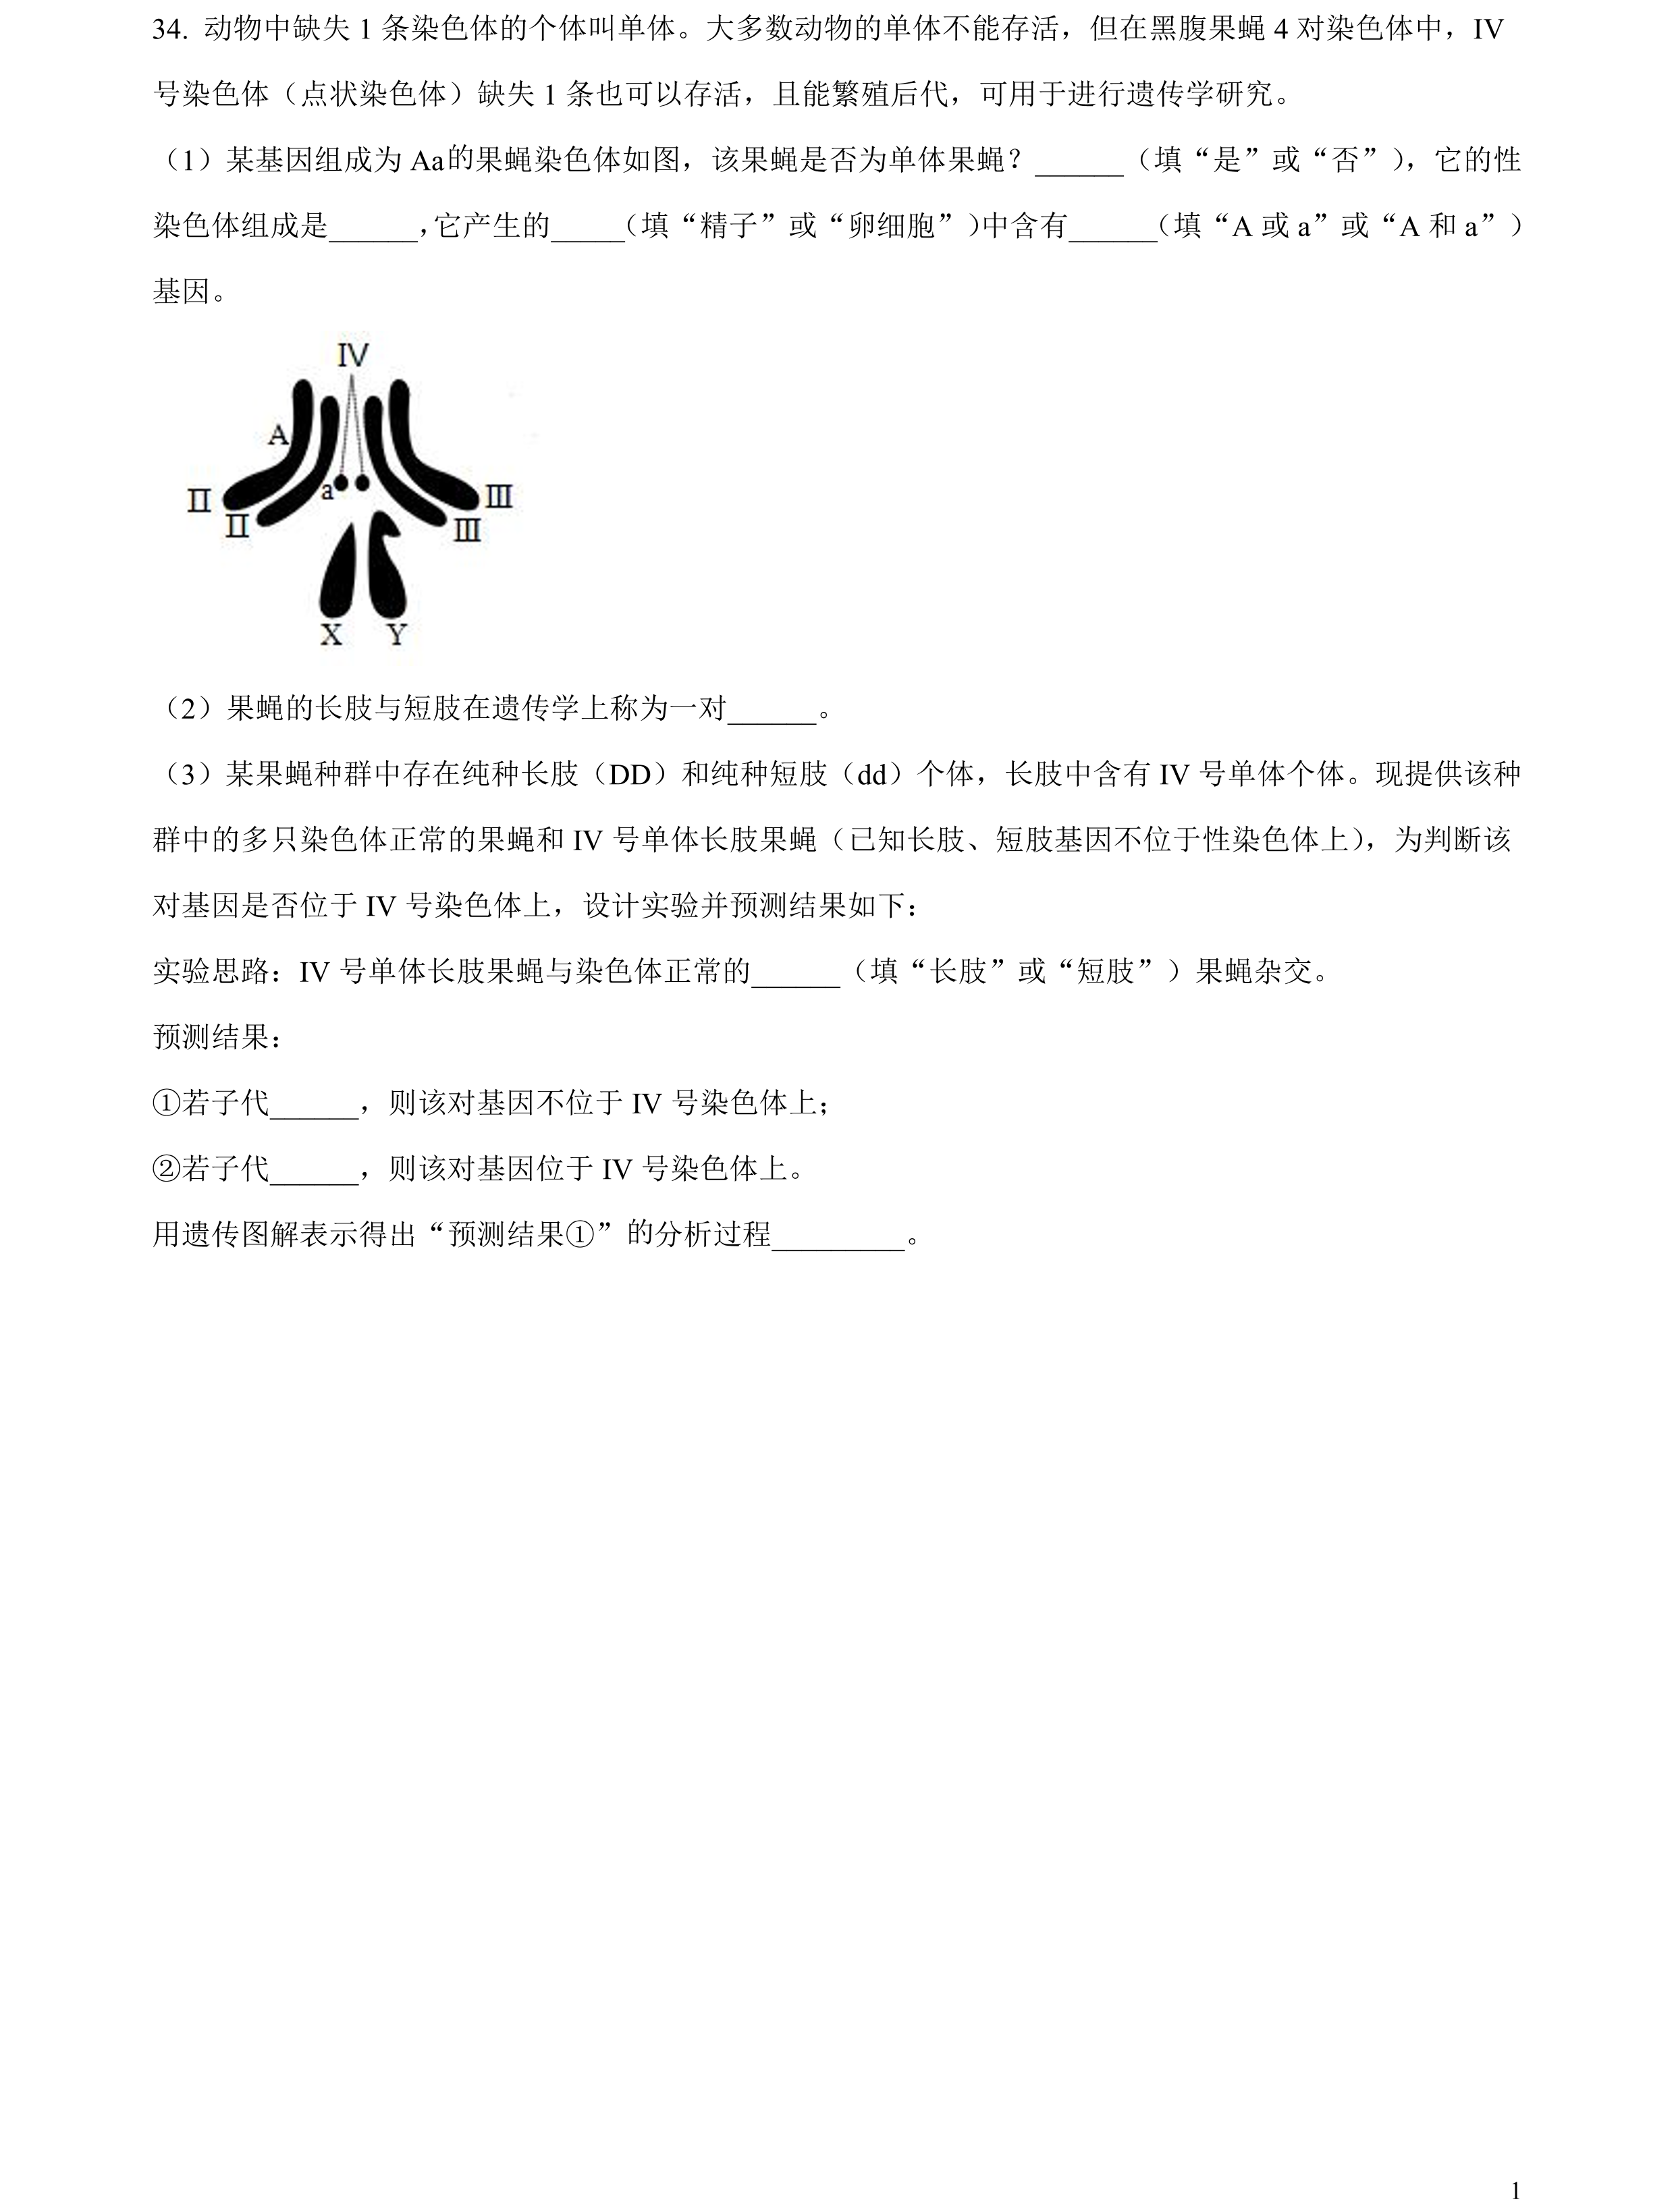 34. 动物中缺失 1 条染色体的个体叫单体。大多数动物的单体不能存活，但在黑腹果蝇 4 对染色体中，IV
号染色体（点状染色体）缺失 1 条也可以存活，且能繁殖后代，可用于进行遗传学研究。
（1）某基因组成为 Aa的果蝇染色体如图，该果蝇是否为单体果蝇？______（填“是”或“否”），它的性
染色体组成是______，它产生的_____（填“精子”或“卵细胞”）中含有______（填“A 或 a”或“A 和 a”）
基因。
IV
A
a
II
II
III
III
X Y
（2）果蝇的长肢与短肢在遗传学上称为一对______。
（3）某果蝇种群中存在纯种长肢（DD）和纯种短肢（dd）个体，长肢中含有 IV 号单体个体。现提供该种
群中的多只染色体正常的果蝇和 IV 号单体长肢果蝇（已知长肢、短肢基因不位于性染色体上），为判断该
对基因是否位于 IV 号染色体上，设计实验并预测结果如下：
实验思路：IV 号单体长肢果蝇与染色体正常的______（填“长肢”或“短肢”）果蝇杂交。
预测结果：
①若子代______，则该对基因不位于 IV 号染色体上；
②若子代______，则该对基因位于 IV 号染色体上。
用遗传图解表示得出“预测结果①”的分析过程_________。
1